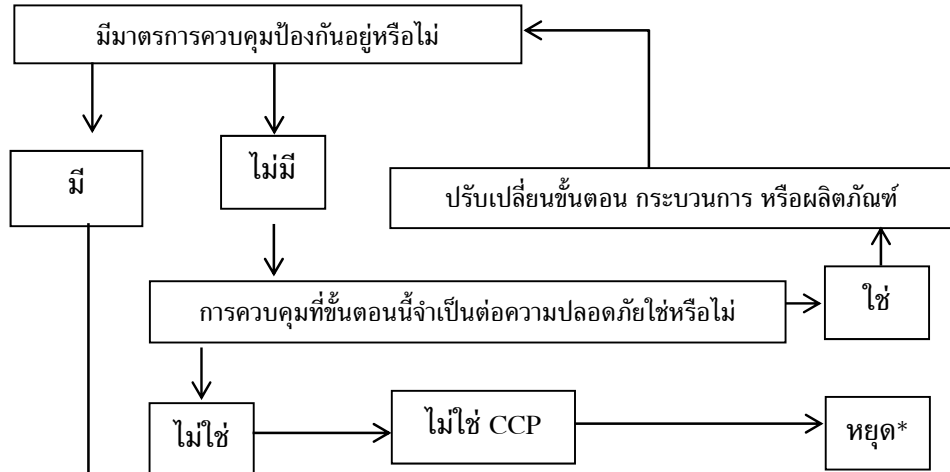 มีมาตรการควบคุมป้องกันอยู่หรือไม่
มี
ไม่มี
ปรับเปลี่ยนขั้นตอน กระบวนการ หรือผลิตภัณฑ์
การควบคุมที่ขั้นตอนนี้จำเป็นต่อความปลอดภัยใช่หรือไม่
ใช่
ไม่ใช่
ไม่ใช่ CCP
หยุด*